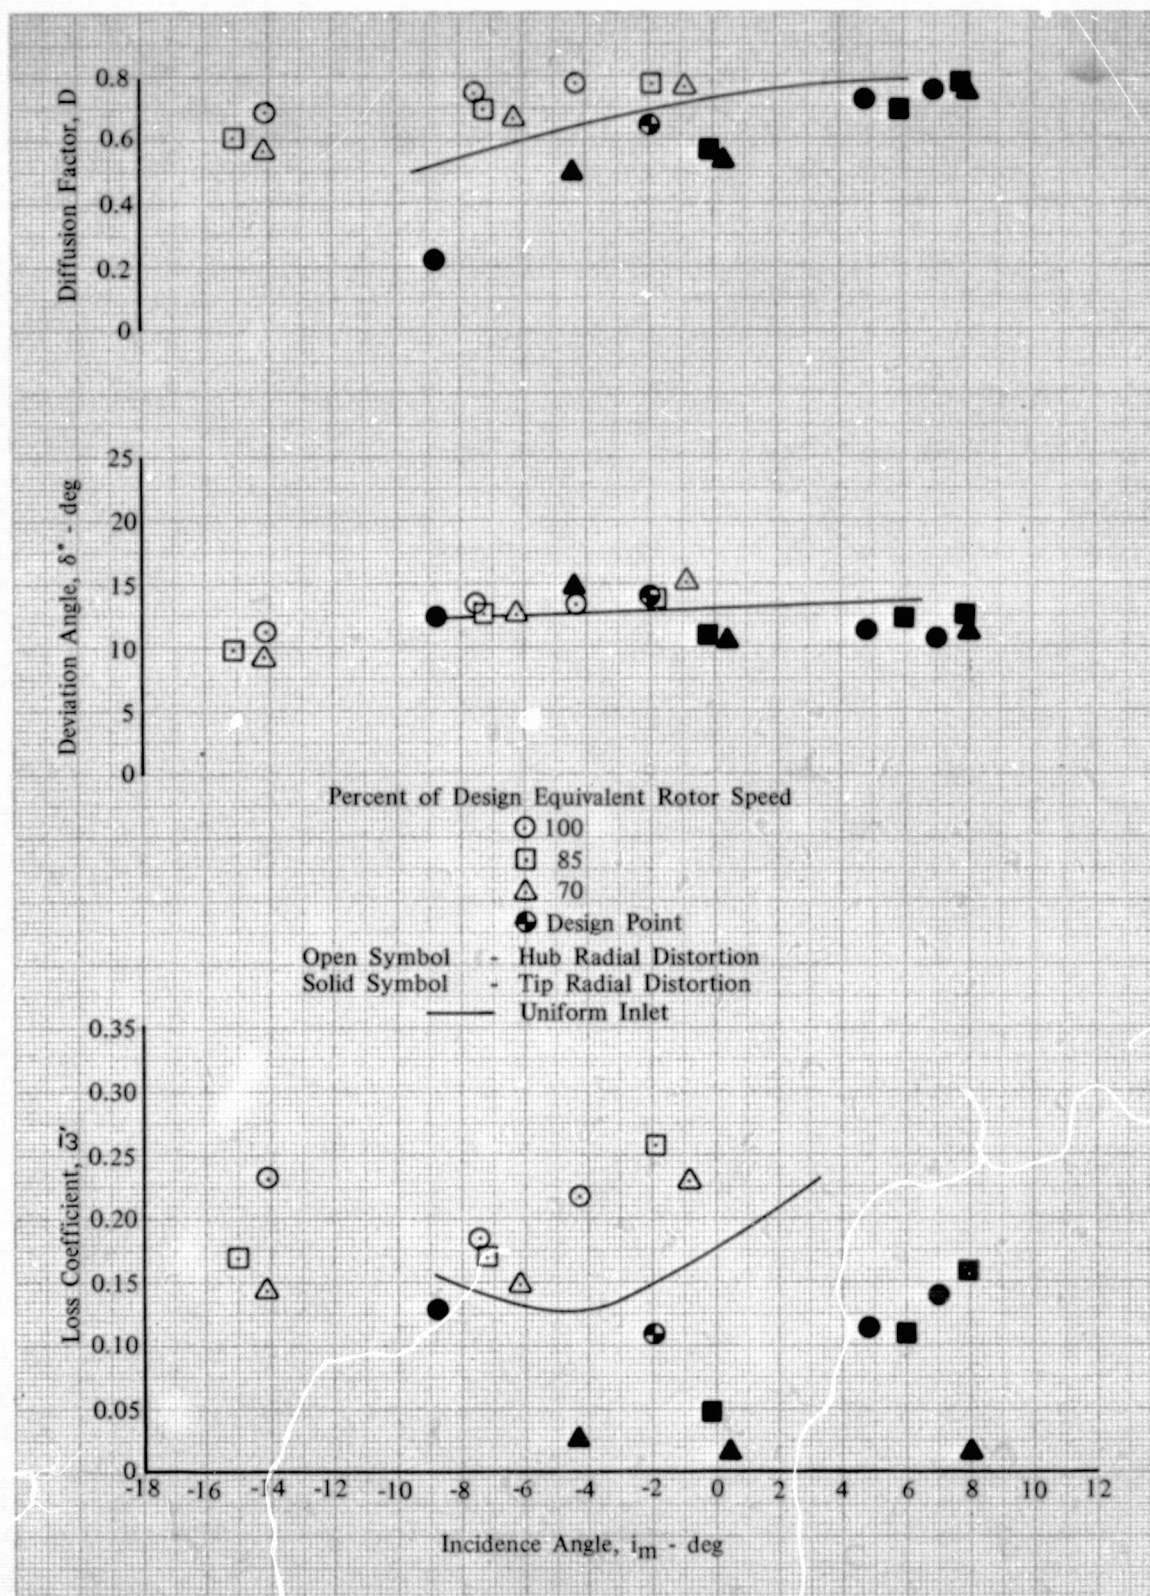 0.8
0.6
0.4
0.2
0
Diffusion Factor, D
25
20
15
10
5
0
Deviation Angle, δ° - deg
Percent of Design Equivalent Rotor Speed
100
85
70
Design Point
Open Symbol - Hub Radial Distortion
Solid Symbol - Tip Radial Distortion
Uniform Inlet
0.35
0.30
0.25
0.20
0.15
0.10
0.05
0
Loss Coefficient, ω̅′
-18 -16 -14 -12 -10 -8 -6 -4 -2 0 2 4 6 8 10 12
Incidence Angle, im - deg